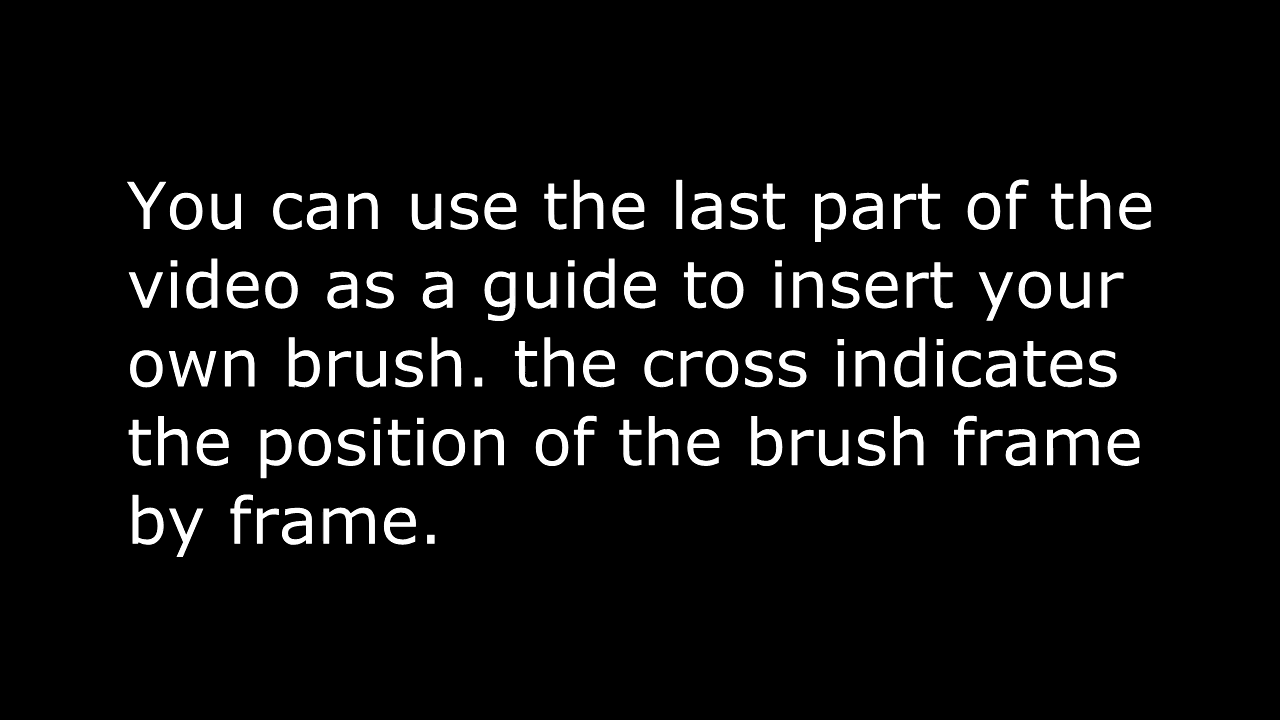 You can use the last part of the
video as a guide to insert your
own brush. the cross indicates
the position of the brush frame
by frame.